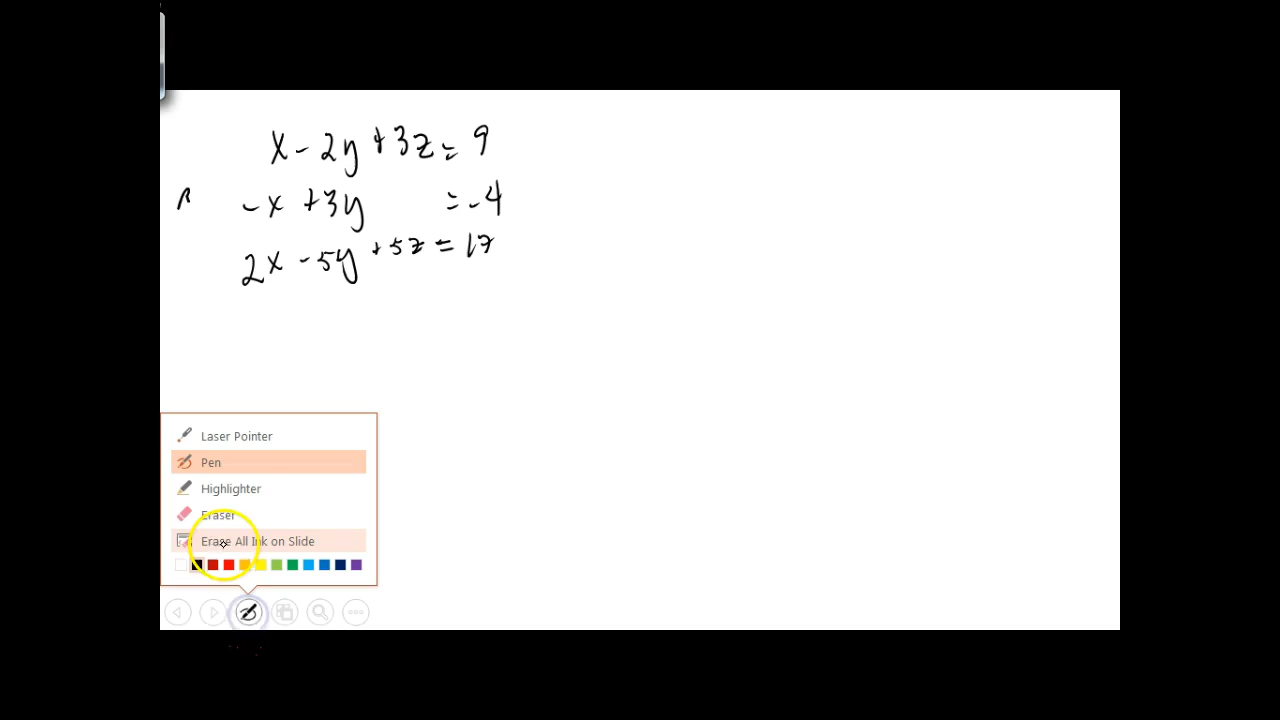 x - 2y + 3z = 9
-x + 3y = -4
2x - 5y + 5z = 17
Laser Pointer
Pen
Highlighter
Eraser
Erase All Ink on Slide